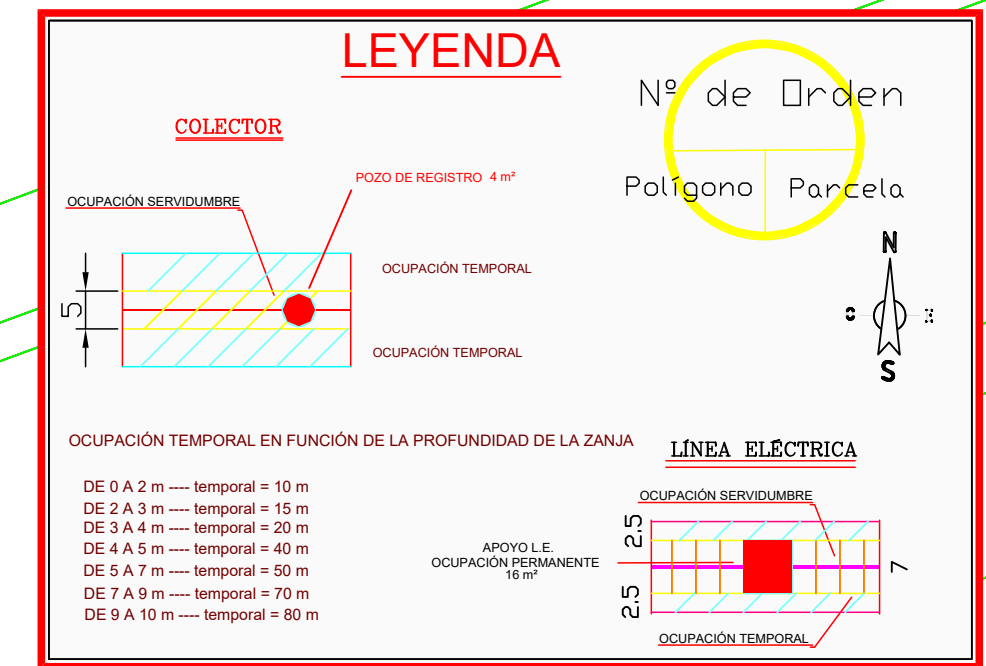 LEYENDA
Nº de Orden
Polígono Parcela
COLECTOR
POZO DE REGISTRO 4 m²
OCUPACIÓN SERVIDUMBRE
OCUPACIÓN TEMPORAL
5
OCUPACIÓN TEMPORAL
N
S
OCUPACIÓN TEMPORAL EN FUNCIÓN DE LA PROFUNDIDAD DE LA ZANJA
DE 0 A 2 m ---- temporal = 10 m
DE 2 A 3 m ---- temporal = 15 m
DE 3 A 4 m ---- temporal = 20 m
DE 4 A 5 m ---- temporal = 40 m
DE 5 A 7 m ---- temporal = 50 m
DE 7 A 9 m ---- temporal = 70 m
DE 9 A 10 m ---- temporal = 80 m
LÍNEA ELÉCTRICA
OCUPACIÓN SERVIDUMBRE
2.5
APOYO L.E.
OCUPACIÓN PERMANENTE
16 m²
7
2.5
OCUPACIÓN TEMPORAL